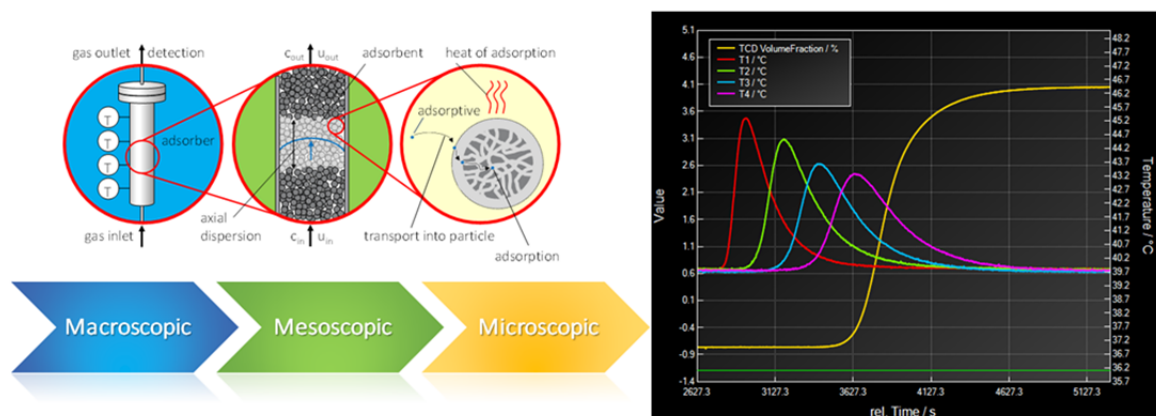 gas outlet
detection
T
T
T
T
adsorber
gas inlet
c_out u_out
adsorbent
axial
dispersion
c_in u_in
heat of adsorption
adsorptive
transport into particle
adsorption
Macroscopic
Mesoscopic
Microscopic
TCD VolumeFraction / %
T1 / °C
T2 / °C
T3 / °C
T4 / °C
Value
5.1
4.6
4.1
3.6
3.1
2.6
2.1
1.6
1.1
0.6
0.1
-0.4
-0.9
-1.4
2627.3
3127.3
3627.3
4127.3
4627.3
5127.3
rel. Time / s
48.2
47.7
47.2
46.7
46.2
45.7
45.2
44.7
44.2
43.7
43.2
42.7
42.2
41.7
41.2
40.7
40.2
39.7
39.2
38.7
38.2
37.7
37.2
36.7
36.2
35.7
Temperature / °C